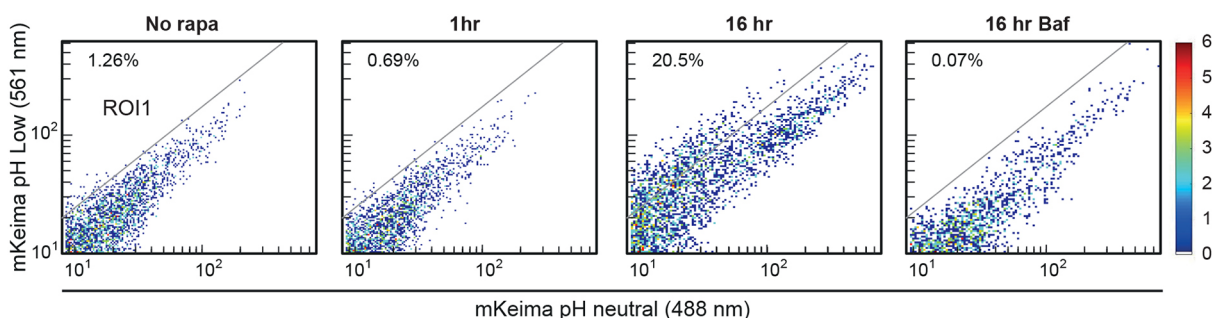 No rapa
1hr
16 hr
16 hr Baf
mKeima pH Low (561 nm)
1.26%
0.69%
20.5%
0.07%
ROI1
10²
10¹
10¹ 10²
10¹ 10²
10¹ 10²
10¹ 10²
6
5
4
3
2
1
0
mKeima pH neutral (488 nm)